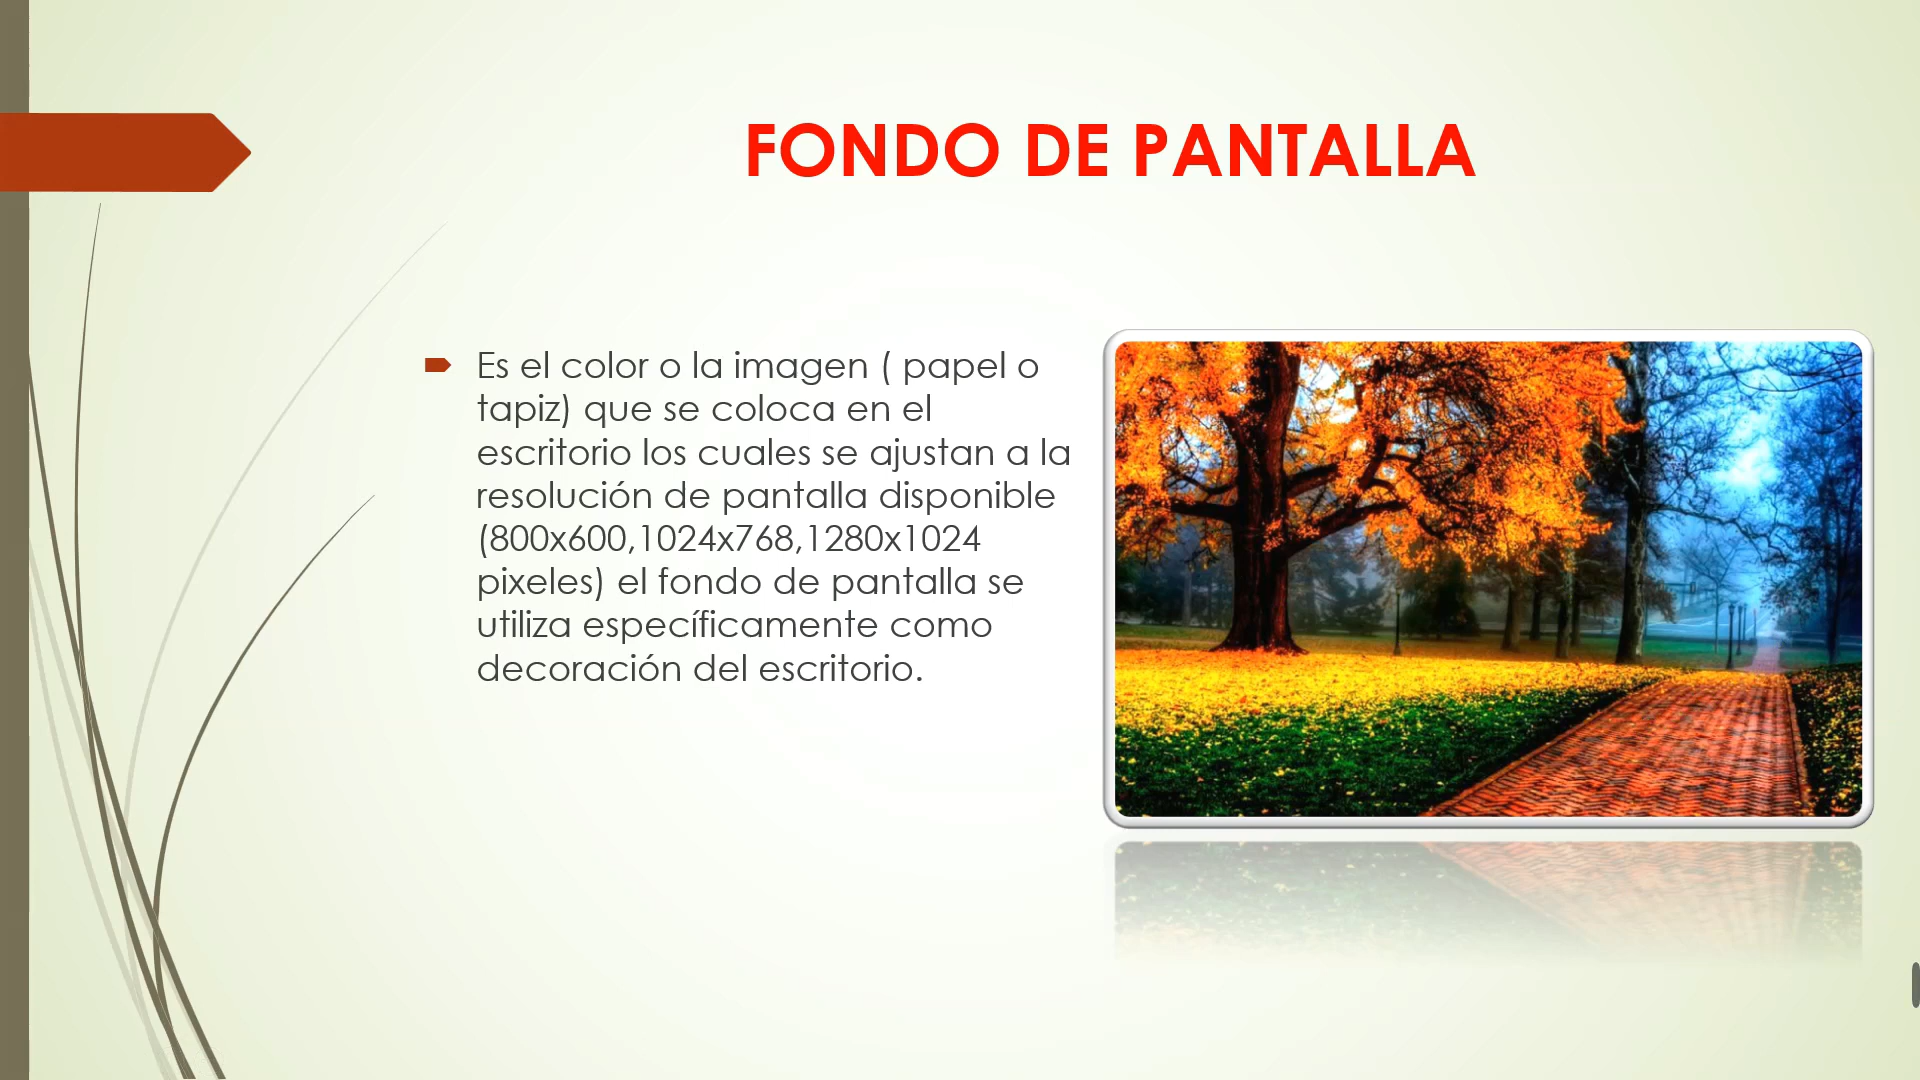 FONDO DE PANTALLA
Es el color o la imagen ( papel o
tapiz) que se coloca en el
escritorio los cuales se ajustan a la
resolución de pantalla disponible
(800x600,1024x768,1280x1024
pixeles) el fondo de pantalla se
utiliza específicamente como
decoración del escritorio.